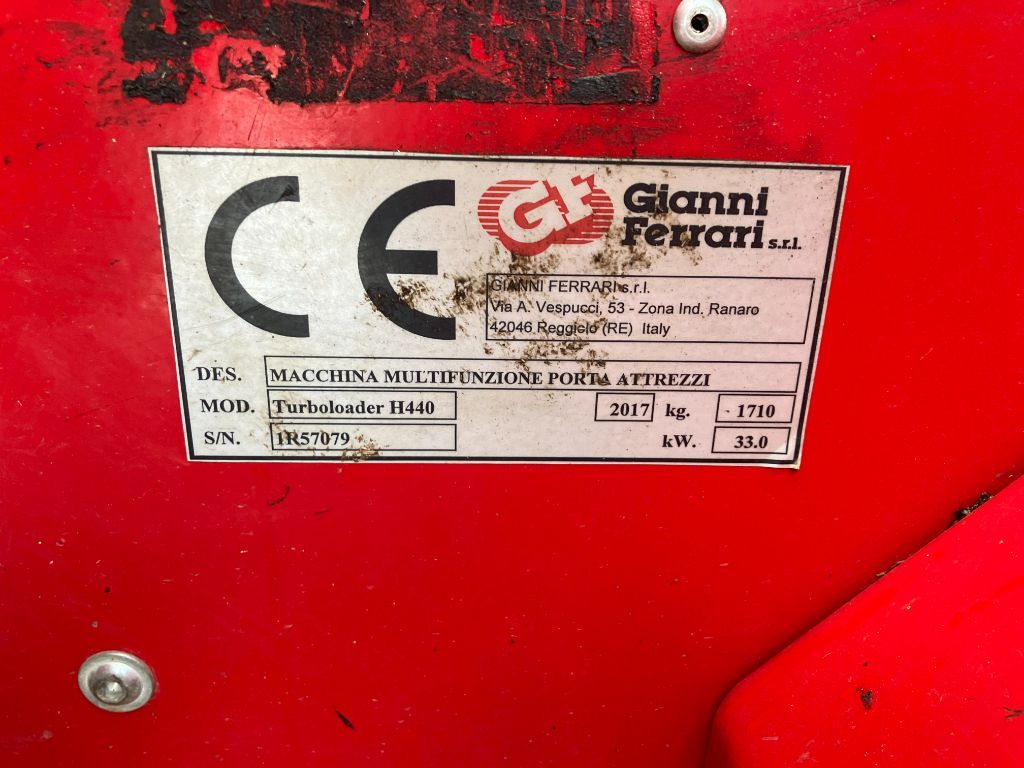 CE
Gf
Gianni
Ferrari s.r.l.
GIANNI FERRARI s.r.l.
Via A. Vespucci, 53 - Zona Ind. Ranaro
42046 Reggiolo (RE) Italy
DES. MACCHINA MULTIFUNZIONE PORTA ATTREZZI
MOD. Turboloader H440 2017 kg. 1710
S/N. 1R57079 kW. 33.0